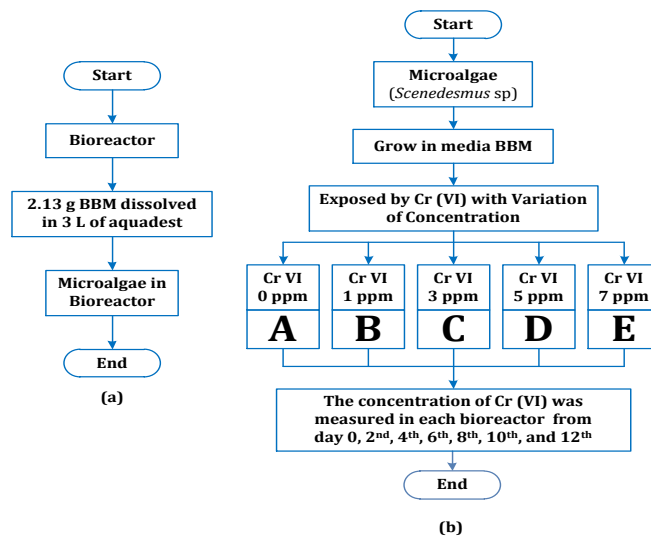 Start
Bioreactor
2.13 g BBM dissolved
in 3 L of aquadest
Microalgae in
Bioreactor
End
(a)
Start
Microalgae
(Scenedesmus sp)
Grow in media BBM
Exposed by Cr (VI) with Variation
of Concentration
Cr VI
0 ppm
A
Cr VI
1 ppm
B
Cr VI
3 ppm
C
Cr VI
5 ppm
D
Cr VI
7 ppm
E
The concentration of Cr (VI) was
measured in each bioreactor from
day 0, 2nd, 4th, 6th, 8th, 10th, and 12th
End
(b)